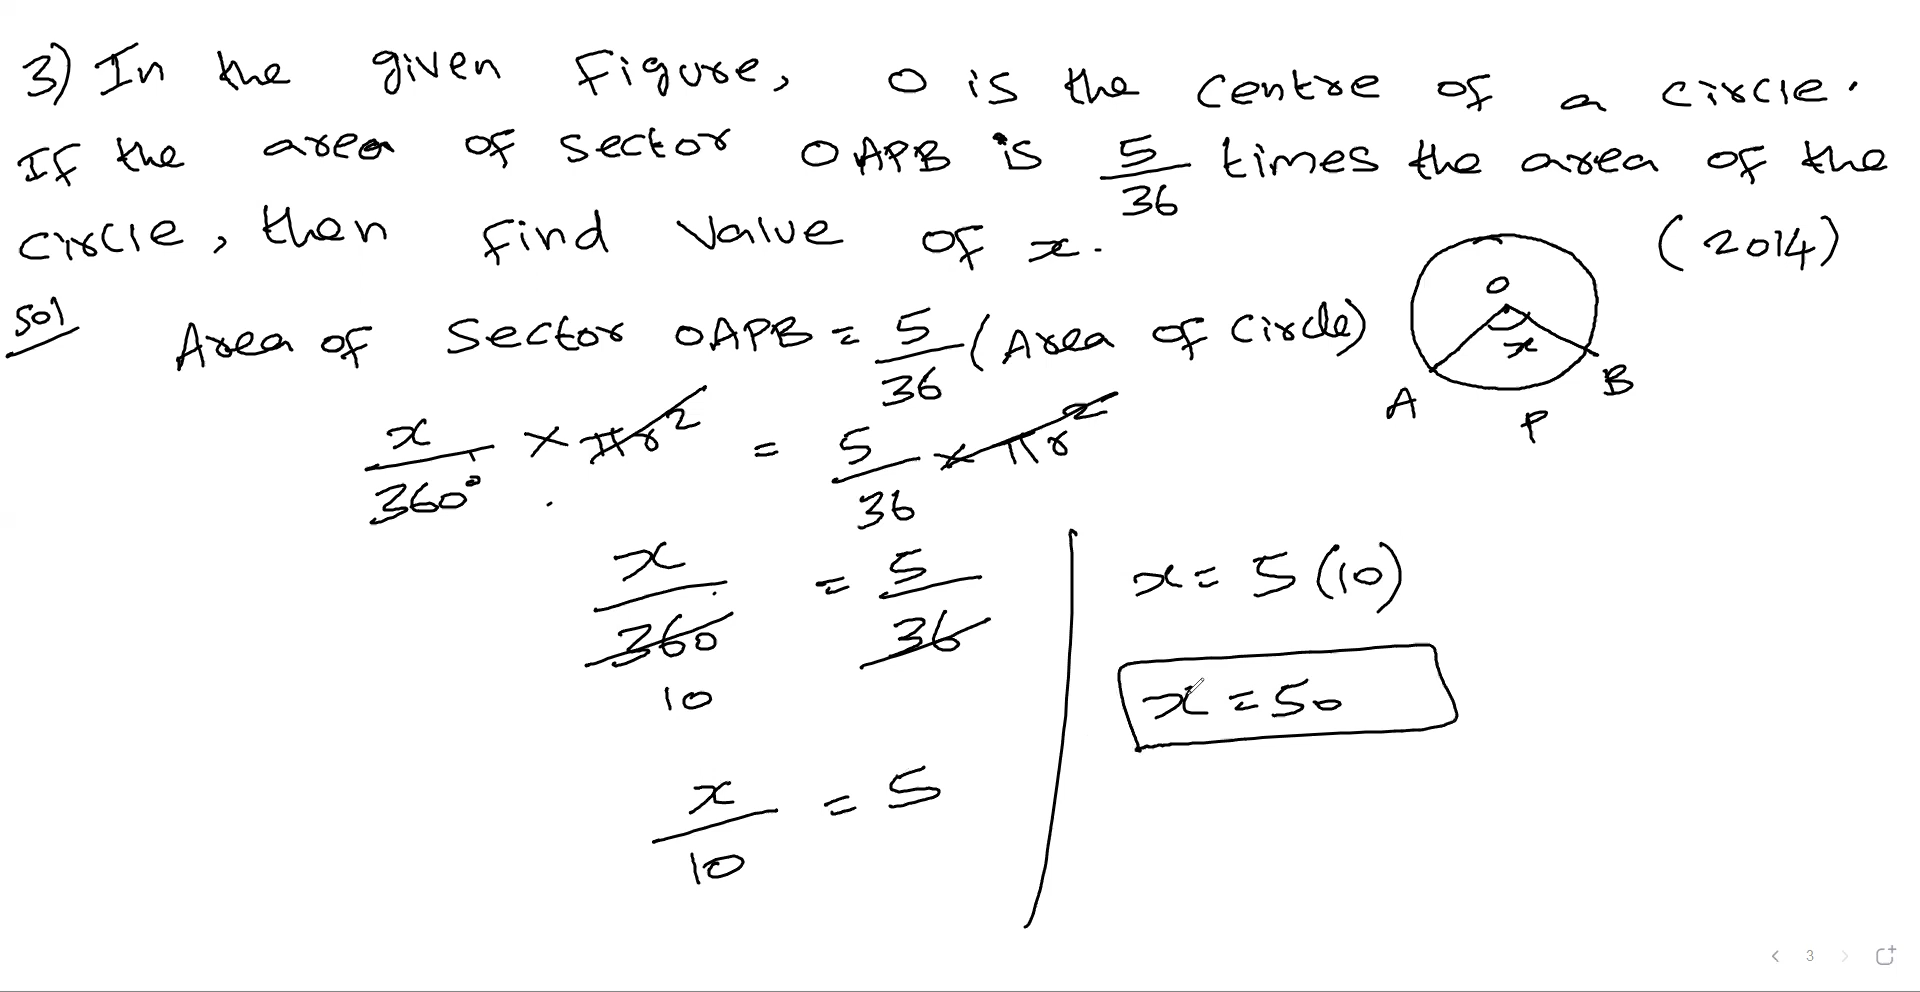 3) In the given Figure, O is the centre of a circle.
If the area of sector OAPB is 5/36 times the area of the
circle, then find value of x. (2014)
Sol Area of sector OAPB = 5/36 (Area of circle)
O
x
A
B
P
x/360° × πr² = 5/36 × πr²
x/360 = 5/36
10
x/10 = 5
x = 5(10)
x = 50
3